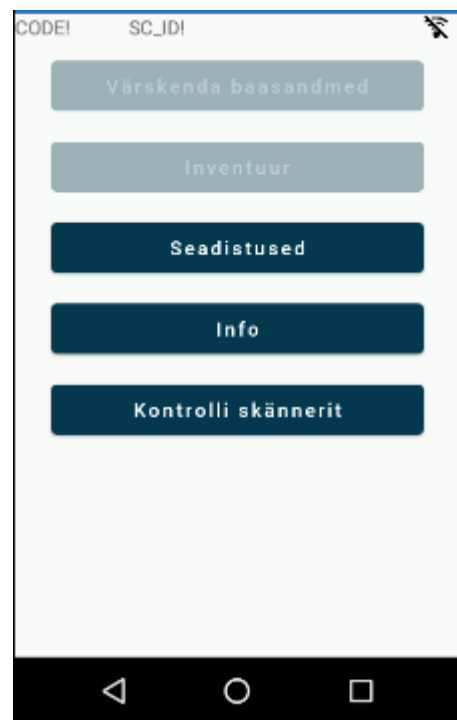 CODE! SC_ID!
Värskenda baasandmed
Inventuur
Seadistused
Info
Kontrolli skännerit